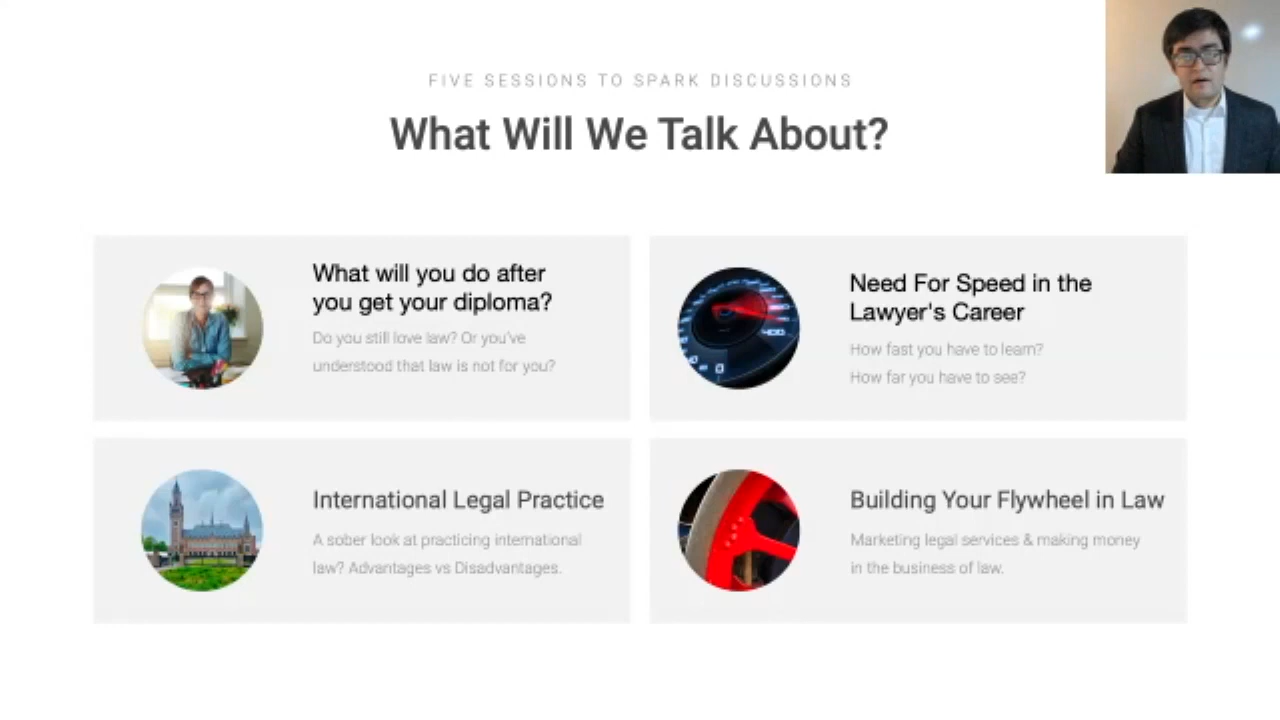 FIVE SESSIONS TO SPARK DISCUSSIONS
What Will We Talk About?
What will you do after
you get your diploma?
Do you still love law? Or you've
understood that law is not for you?
Need For Speed in the
Lawyer's Career
How fast you have to learn?
How far you have to see?
400
0
International Legal Practice
A sober look at practicing international
law? Advantages vs Disadvantages.
Building Your Flywheel in Law
Marketing legal services & making money
in the business of law.